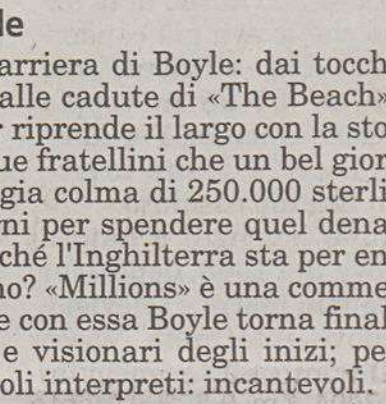 le
arriera di Boyle: dai tocch
alle cadute di «The Beach»
r riprende il largo con la sto
ue fratellini che un bel gior
gia colma di 250.000 sterli
ni per spendere quel dena
ché l'Inghilterra sta per en
no? «Millions» è una comme
e con essa Boyle torna final
e visionari degli inizi; pe
oli interpreti: incantevoli.